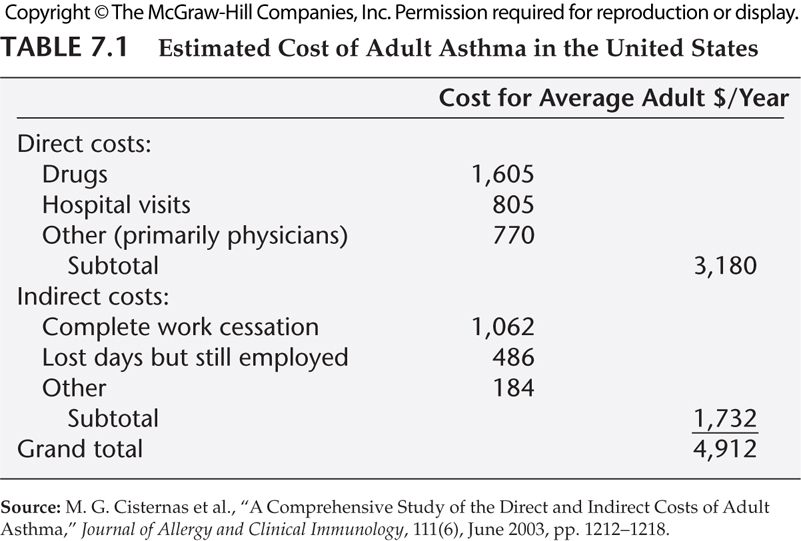 Copyright © The McGraw-Hill Companies, Inc. Permission required for reproduction or display.
TABLE 7.1 Estimated Cost of Adult Asthma in the United States
Cost for Average Adult $/Year
Direct costs:
Drugs 1,605
Hospital visits 805
Other (primarily physicians) 770
Subtotal 3,180
Indirect costs:
Complete work cessation 1,062
Lost days but still employed 486
Other 184
Subtotal 1,732
Grand total 4,912
Source: M. G. Cisternas et al., “A Comprehensive Study of the Direct and Indirect Costs of Adult
Asthma,” Journal of Allergy and Clinical Immunology, 111(6), June 2003, pp. 1212–1218.